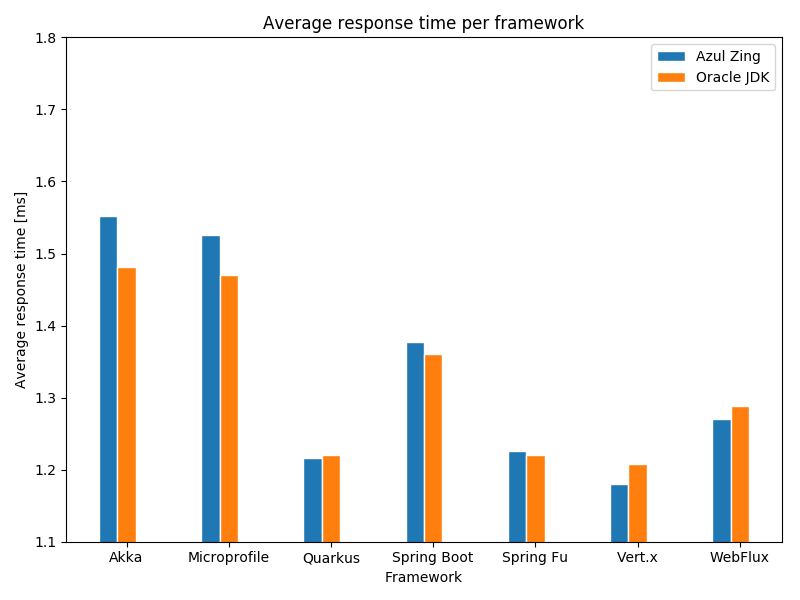 Average response time per framework
Azul Zing
Oracle JDK
Average response time [ms]
1.8
1.7
1.6
1.5
1.4
1.3
1.2
1.1
Akka Microprofile Quarkus Spring Boot Spring Fu Vert.x WebFlux
Framework